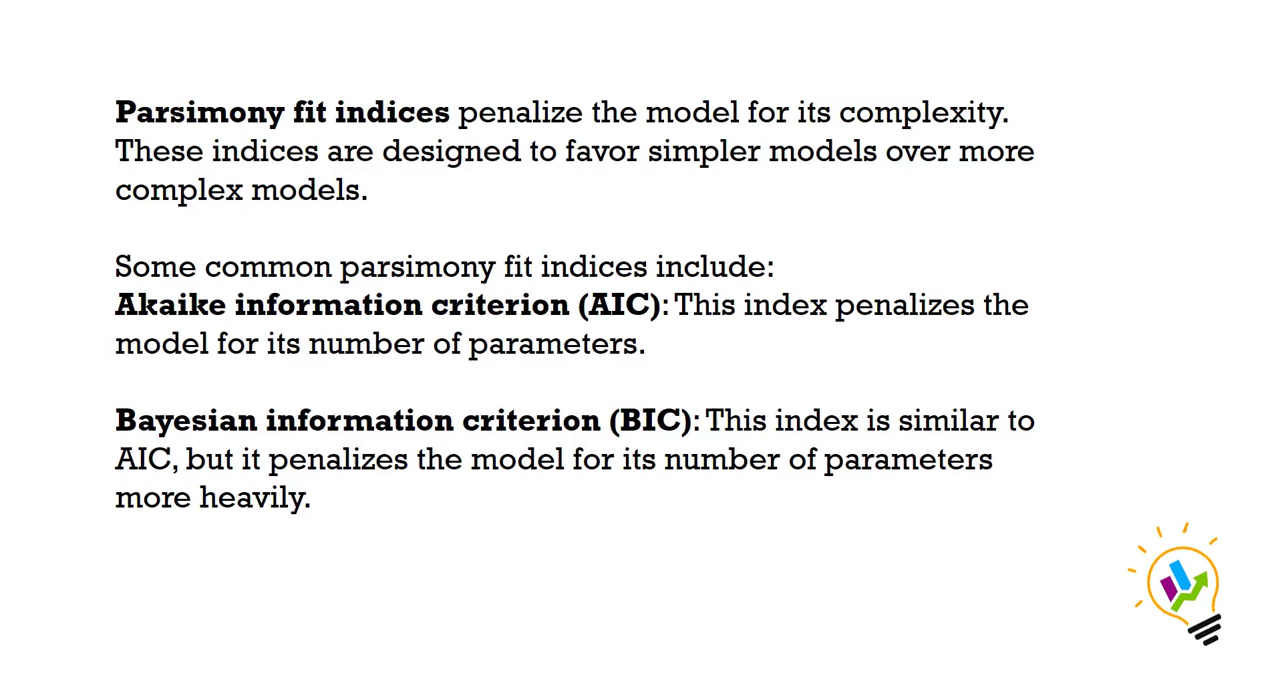 Parsimony fit indices penalize the model for its complexity.
These indices are designed to favor simpler models over more
complex models.
Some common parsimony fit indices include:
Akaike information criterion (AIC): This index penalizes the
model for its number of parameters.
Bayesian information criterion (BIC): This index is similar to
AIC, but it penalizes the model for its number of parameters
more heavily.